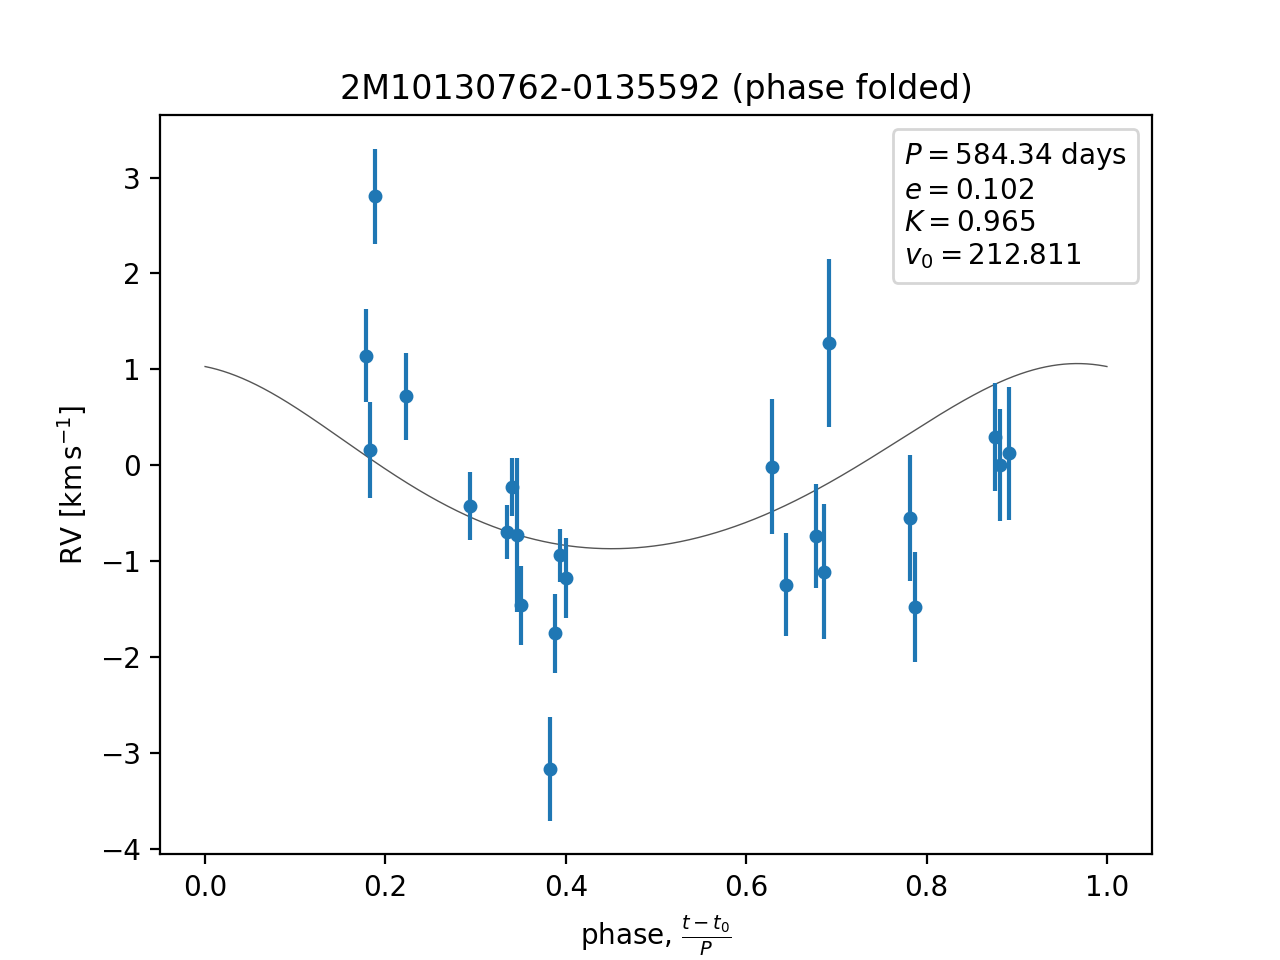 2M10130762-0135592 (phase folded)
P = 584.34 days
e = 0.102
K = 0.965
v₀ = 212.811
3
2
1
0
−1
−2
−3
−4
RV [km s⁻¹]
0.0 0.2 0.4 0.6 0.8 1.0
phase, (t − t₀)/P